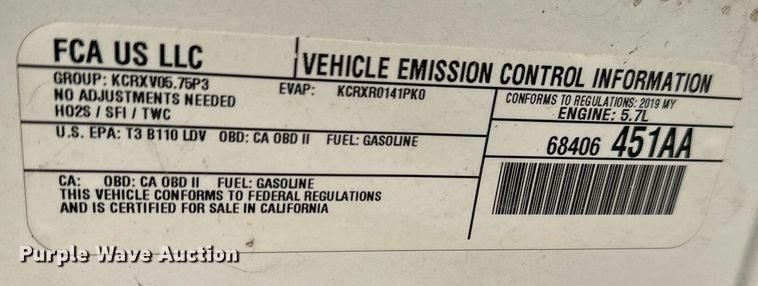 FCA US LLC
VEHICLE EMISSION CONTROL INFORMATION
GROUP: KCRXV05.75P3
EVAP: KCRXR0141PK0
NO ADJUSTMENTS NEEDED
HO2S / SFI / TWC
CONFORMS TO REGULATIONS: 2019 MY
ENGINE: 5.7L
U.S. EPA: T3 B110 LDV OBD: CA OBD II FUEL: GASOLINE
68406 451AA
CA: OBD: CA OBD II FUEL: GASOLINE
THIS VEHICLE CONFORMS TO FEDERAL REGULATIONS
AND IS CERTIFIED FOR SALE IN CALIFORNIA
Purple Wave Auction